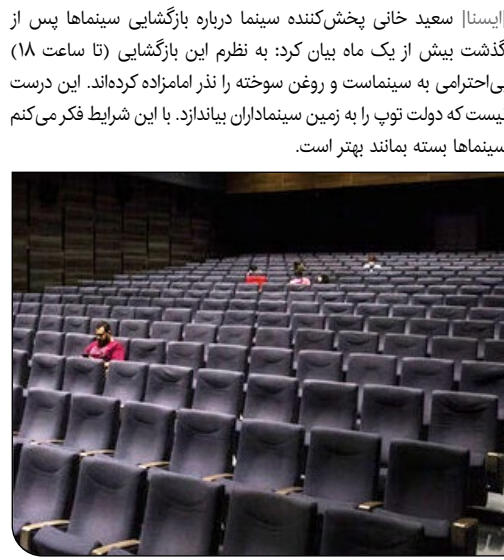 |ایسنا| سعید خانی پخش‌کننده سینما درباره بازگشایی سینماها پس از
گذشت بیش از یک ماه بیان کرد: به نظرم این بازگشایی (تا ساعت ۱۸)
بی‌احترامی به سینماست و روغن سوخته را نذر امامزاده کرده‌اند. این درست
نیست که دولت توپ را به زمین سینماداران بیاندازد. با این شرایط فکر می‌کنم
سینماها بسته بمانند بهتر است.